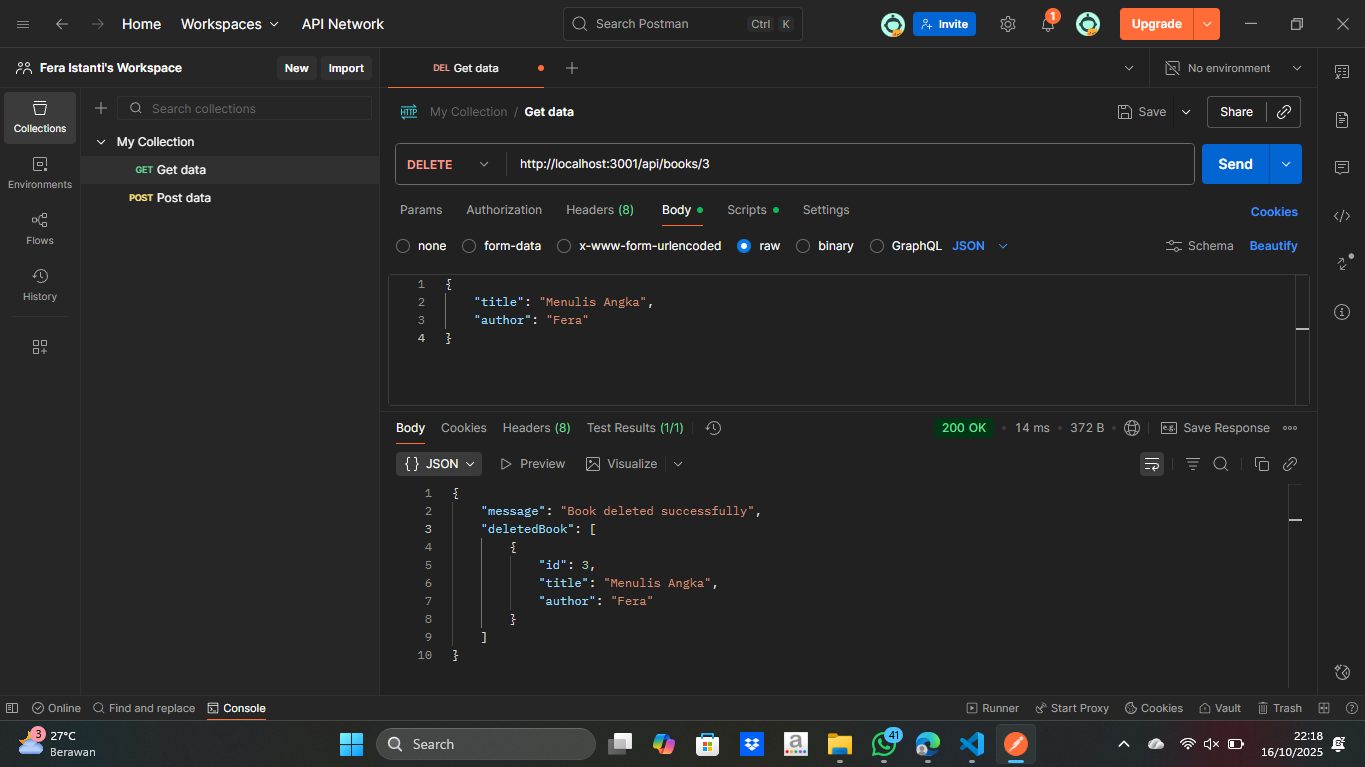 Home Workspaces API Network Search Postman Ctrl K Invite 1 Upgrade
Fera Istanti's Workspace New Import DEL Get data No environment
Collections
Environments
Flows
History
Search collections
My Collection
GET Get data
POST Post data
HTTP My Collection / Get data Save Share
DELETE http://localhost:3001/api/books/3 Send
Params Authorization Headers (8) Body Scripts Settings Cookies
none form-data x-www-form-urlencoded raw binary GraphQL JSON Schema Beautify
1 {
2 "title": "Menulis Angka",
3 "author": "Fera"
4 }
Body Cookies Headers (8) Test Results (1/1) 200 OK 14 ms 372 B e.g. Save Response
{} JSON Preview Visualize
1 {
2 "message": "Book deleted successfully",
3 "deletedBook": [
4 {
5 "id": 3,
6 "title": "Menulis Angka",
7 "author": "Fera"
8 }
9 ]
10 }
Online Find and replace Console Runner Start Proxy Cookies Vault Trash
3 27°C
Berawan
Search
a
41
22:18
16/10/2025